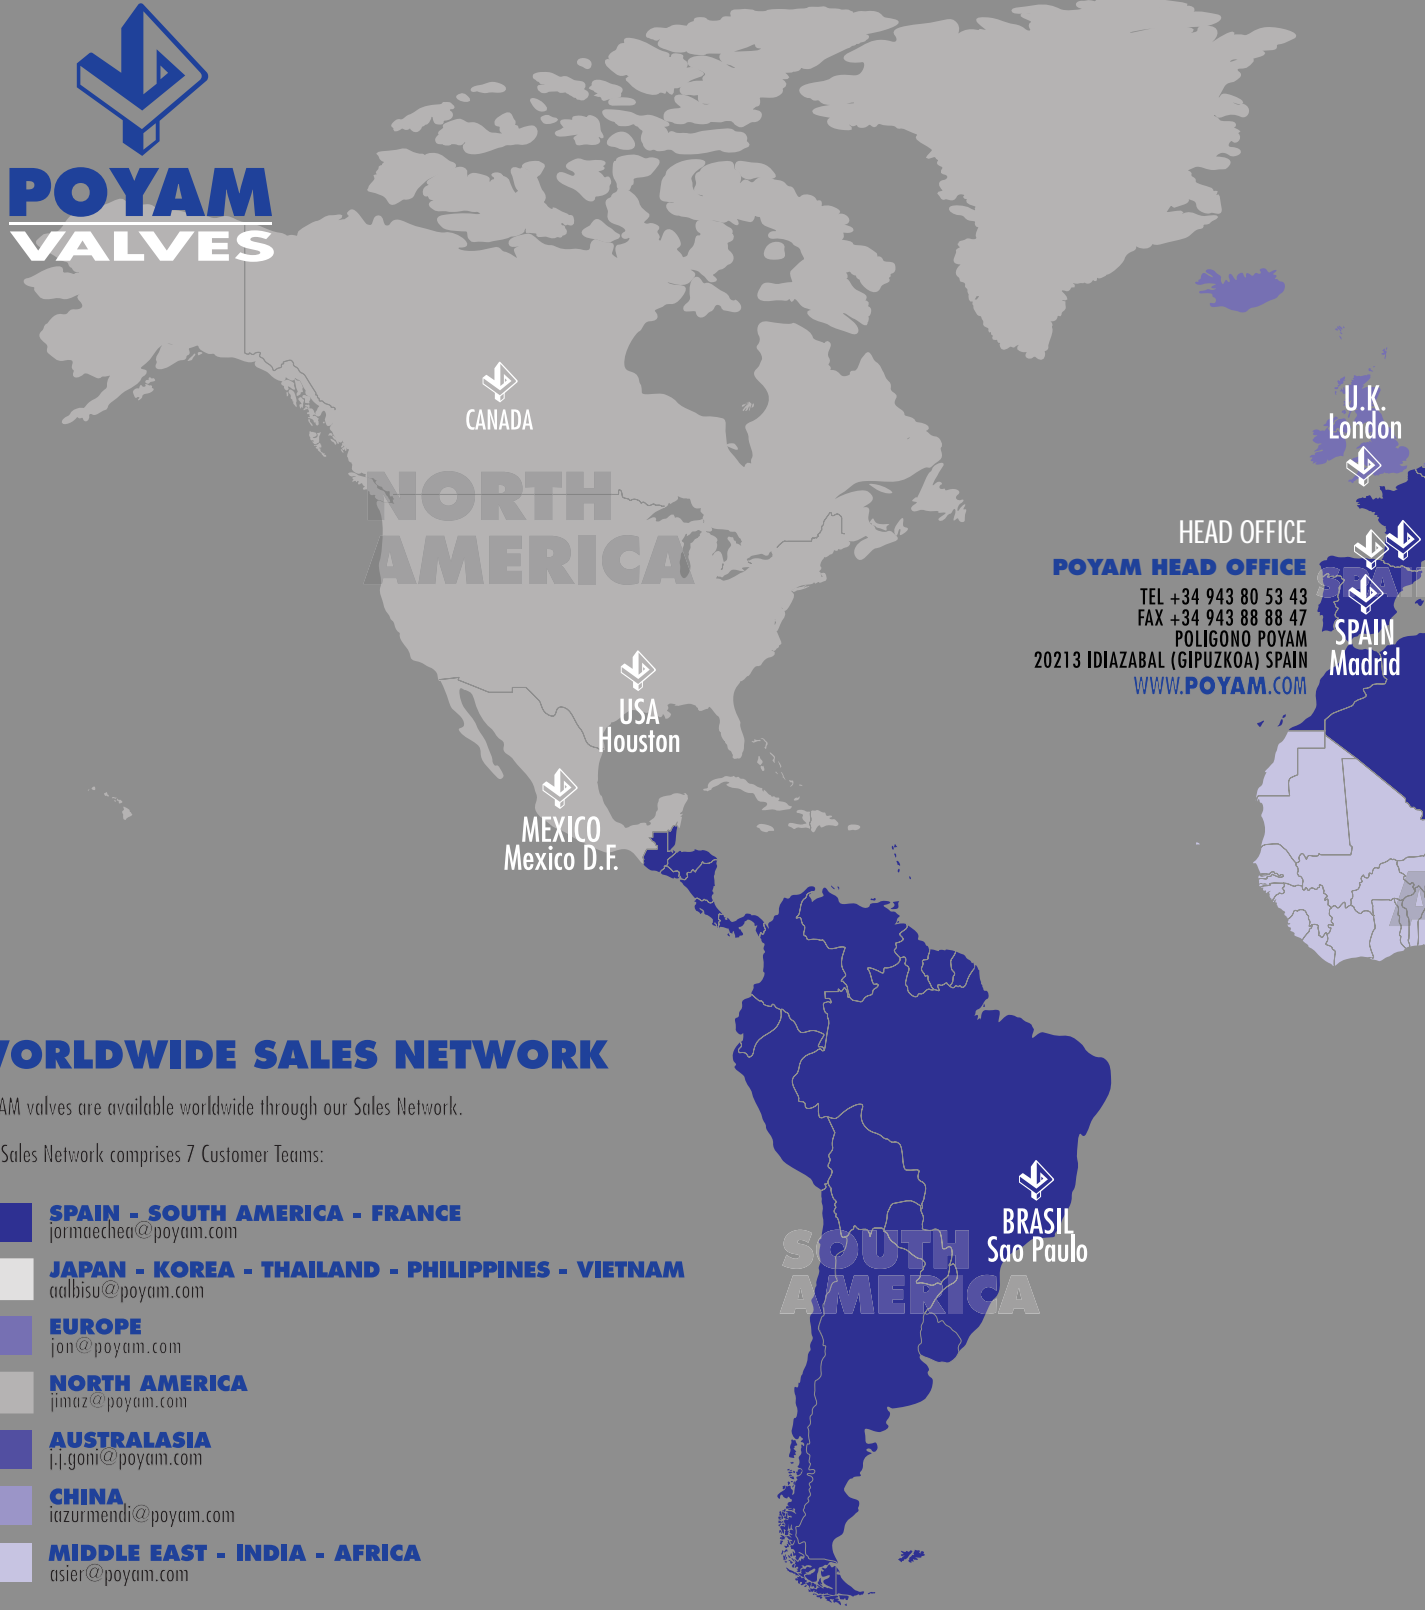 POYAM
VALVES
CANADA
NORTH
AMERICA
USA
Houston
MEXICO
Mexico D.F.
U.K.
London
HEAD OFFICE
POYAM HEAD OFFICE
TEL +34 943 80 53 43
FAX +34 943 88 88 47
POLIGONO POYAM
20213 IDIAZABAL (GIPUZKOA) SPAIN
WWW.POYAM.COM
SPAI
SPAIN
Madrid
A
BRASIL
Sao Paulo
SOUTH
AMERICA
WORLDWIDE SALES NETWORK
AM valves are available worldwide through our Sales Network.
Sales Network comprises 7 Customer Teams:
SPAIN - SOUTH AMERICA - FRANCE
jormaechea@poyam.com
JAPAN - KOREA - THAILAND - PHILIPPINES - VIETNAM
aalbisu@poyam.com
EUROPE
jon@poyam.com
NORTH AMERICA
jimaz@poyam.com
AUSTRALASIA
j.j.goni@poyam.com
CHINA
iazurmendi@poyam.com
MIDDLE EAST - INDIA - AFRICA
asier@poyam.com